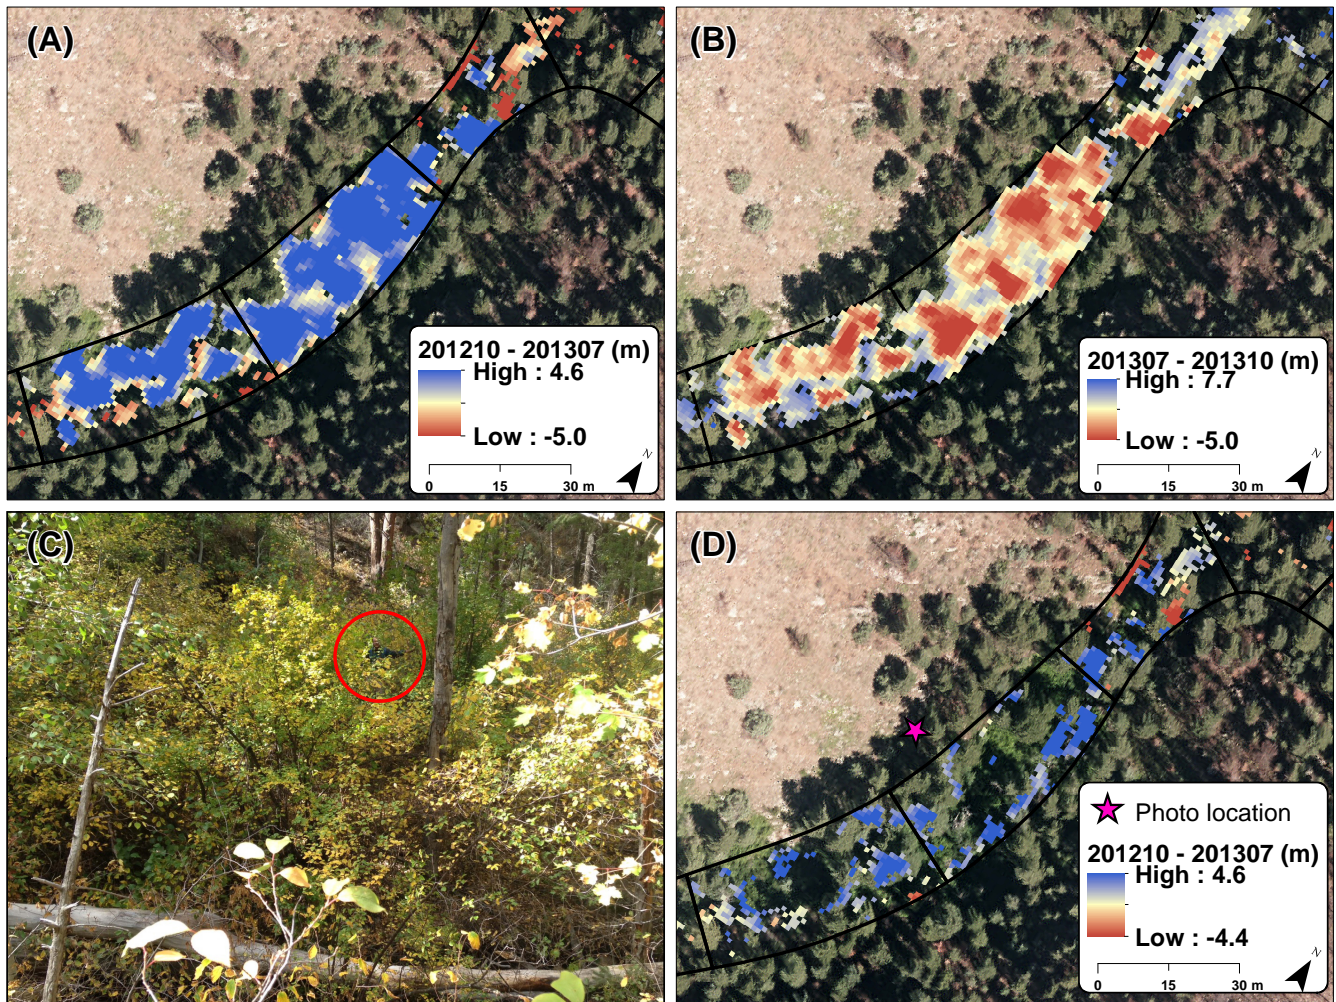 (A)
201210 - 201307 (m)
High : 4.6
Low : -5.0
0 15 30 m
N
(B)
201307 - 201310 (m)
High : 7.7
Low : -5.0
0 15 30 m
N
(C)
(D)
Photo location
201210 - 201307 (m)
High : 4.6
Low : -4.4
0 15 30 m
N